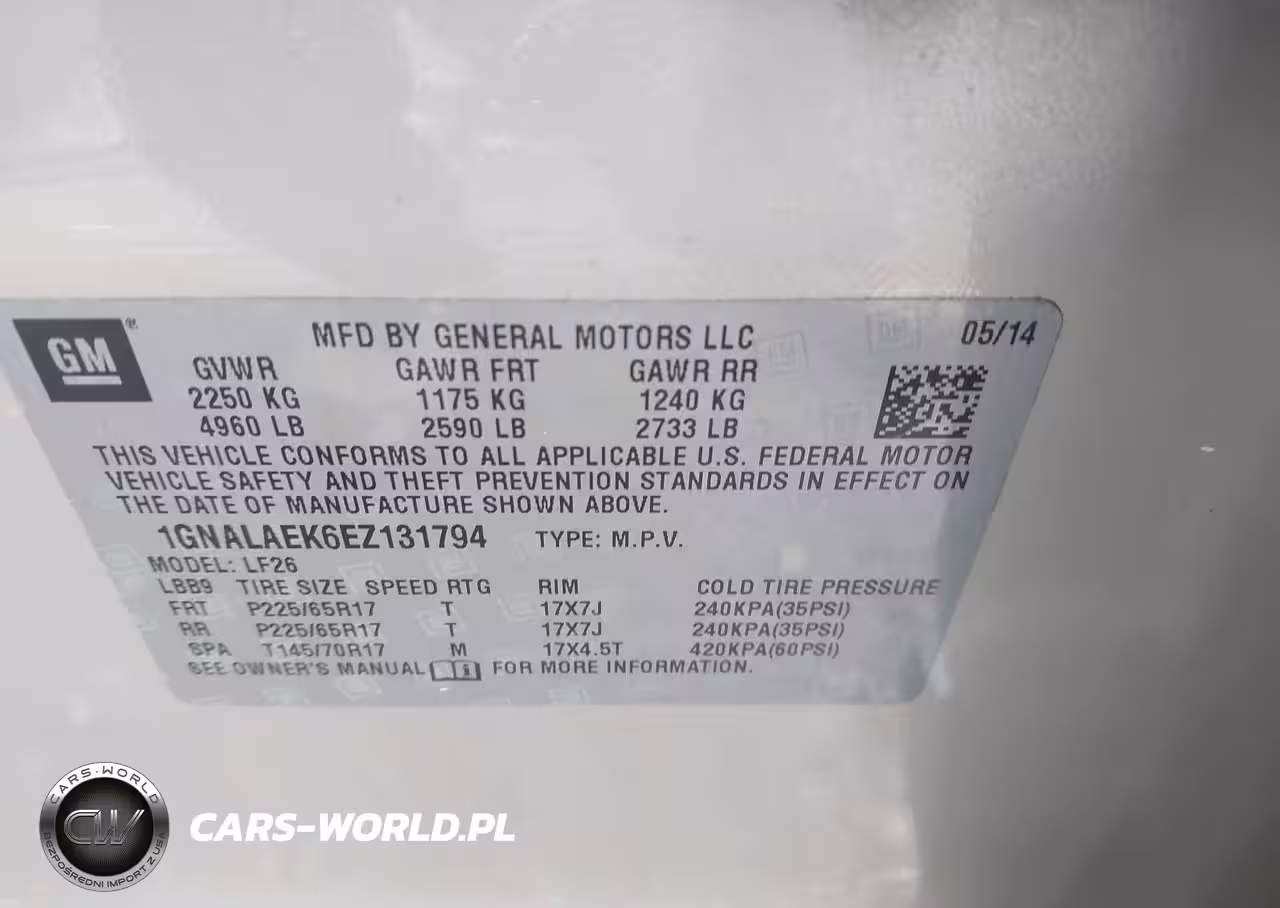 GM®
MFD BY GENERAL MOTORS LLC 05/14
GVWR GAWR FRT GAWR RR
2250 KG 1175 KG 1240 KG
4960 LB 2590 LB 2733 LB
THIS VEHICLE CONFORMS TO ALL APPLICABLE U.S. FEDERAL MOTOR
VEHICLE SAFETY AND THEFT PREVENTION STANDARDS IN EFFECT ON
THE DATE OF MANUFACTURE SHOWN ABOVE.
1GNALAEK6EZ131794 TYPE: M.P.V.
MODEL: LF26
LBB9 TIRE SIZE SPEED RTG RIM COLD TIRE PRESSURE
FRT P225/65R17 T 17X7J 240KPA(35PSI)
RR P225/65R17 T 17X7J 240KPA(35PSI)
SPA T145/70R17 M 17X4.5T 420KPA(60PSI)
SEE OWNER'S MANUAL FOR MORE INFORMATION.
CARS-WORLD
CW
BEZPOŚREDNI IMPORT Z USA
CARS-WORLD.PL